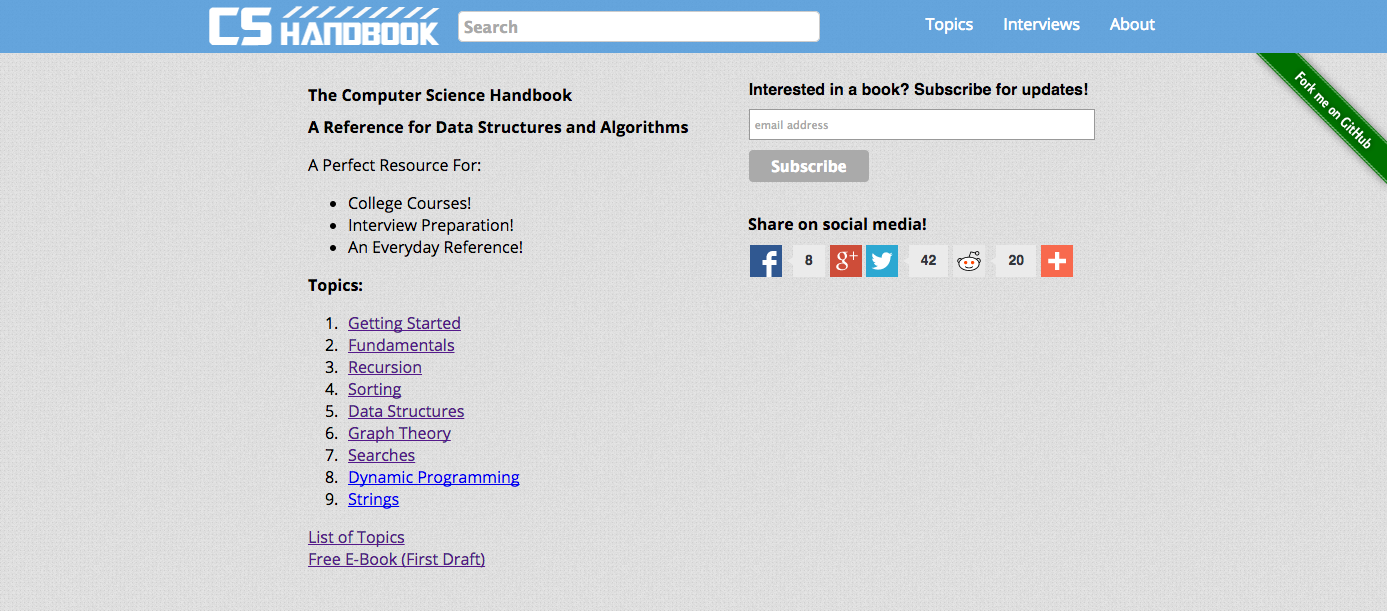 CS HANDBOOK
Search
Topics
Interviews
About
Fork me on GitHub
The Computer Science Handbook
A Reference for Data Structures and Algorithms
A Perfect Resource For:
• College Courses!
• Interview Preparation!
• An Everyday Reference!
Topics:
1. Getting Started
2. Fundamentals
3. Recursion
4. Sorting
5. Data Structures
6. Graph Theory
7. Searches
8. Dynamic Programming
9. Strings
List of Topics
Free E-Book (First Draft)
Interested in a book? Subscribe for updates!
email address
Subscribe
Share on social media!
f 8 g+ 42 20 +